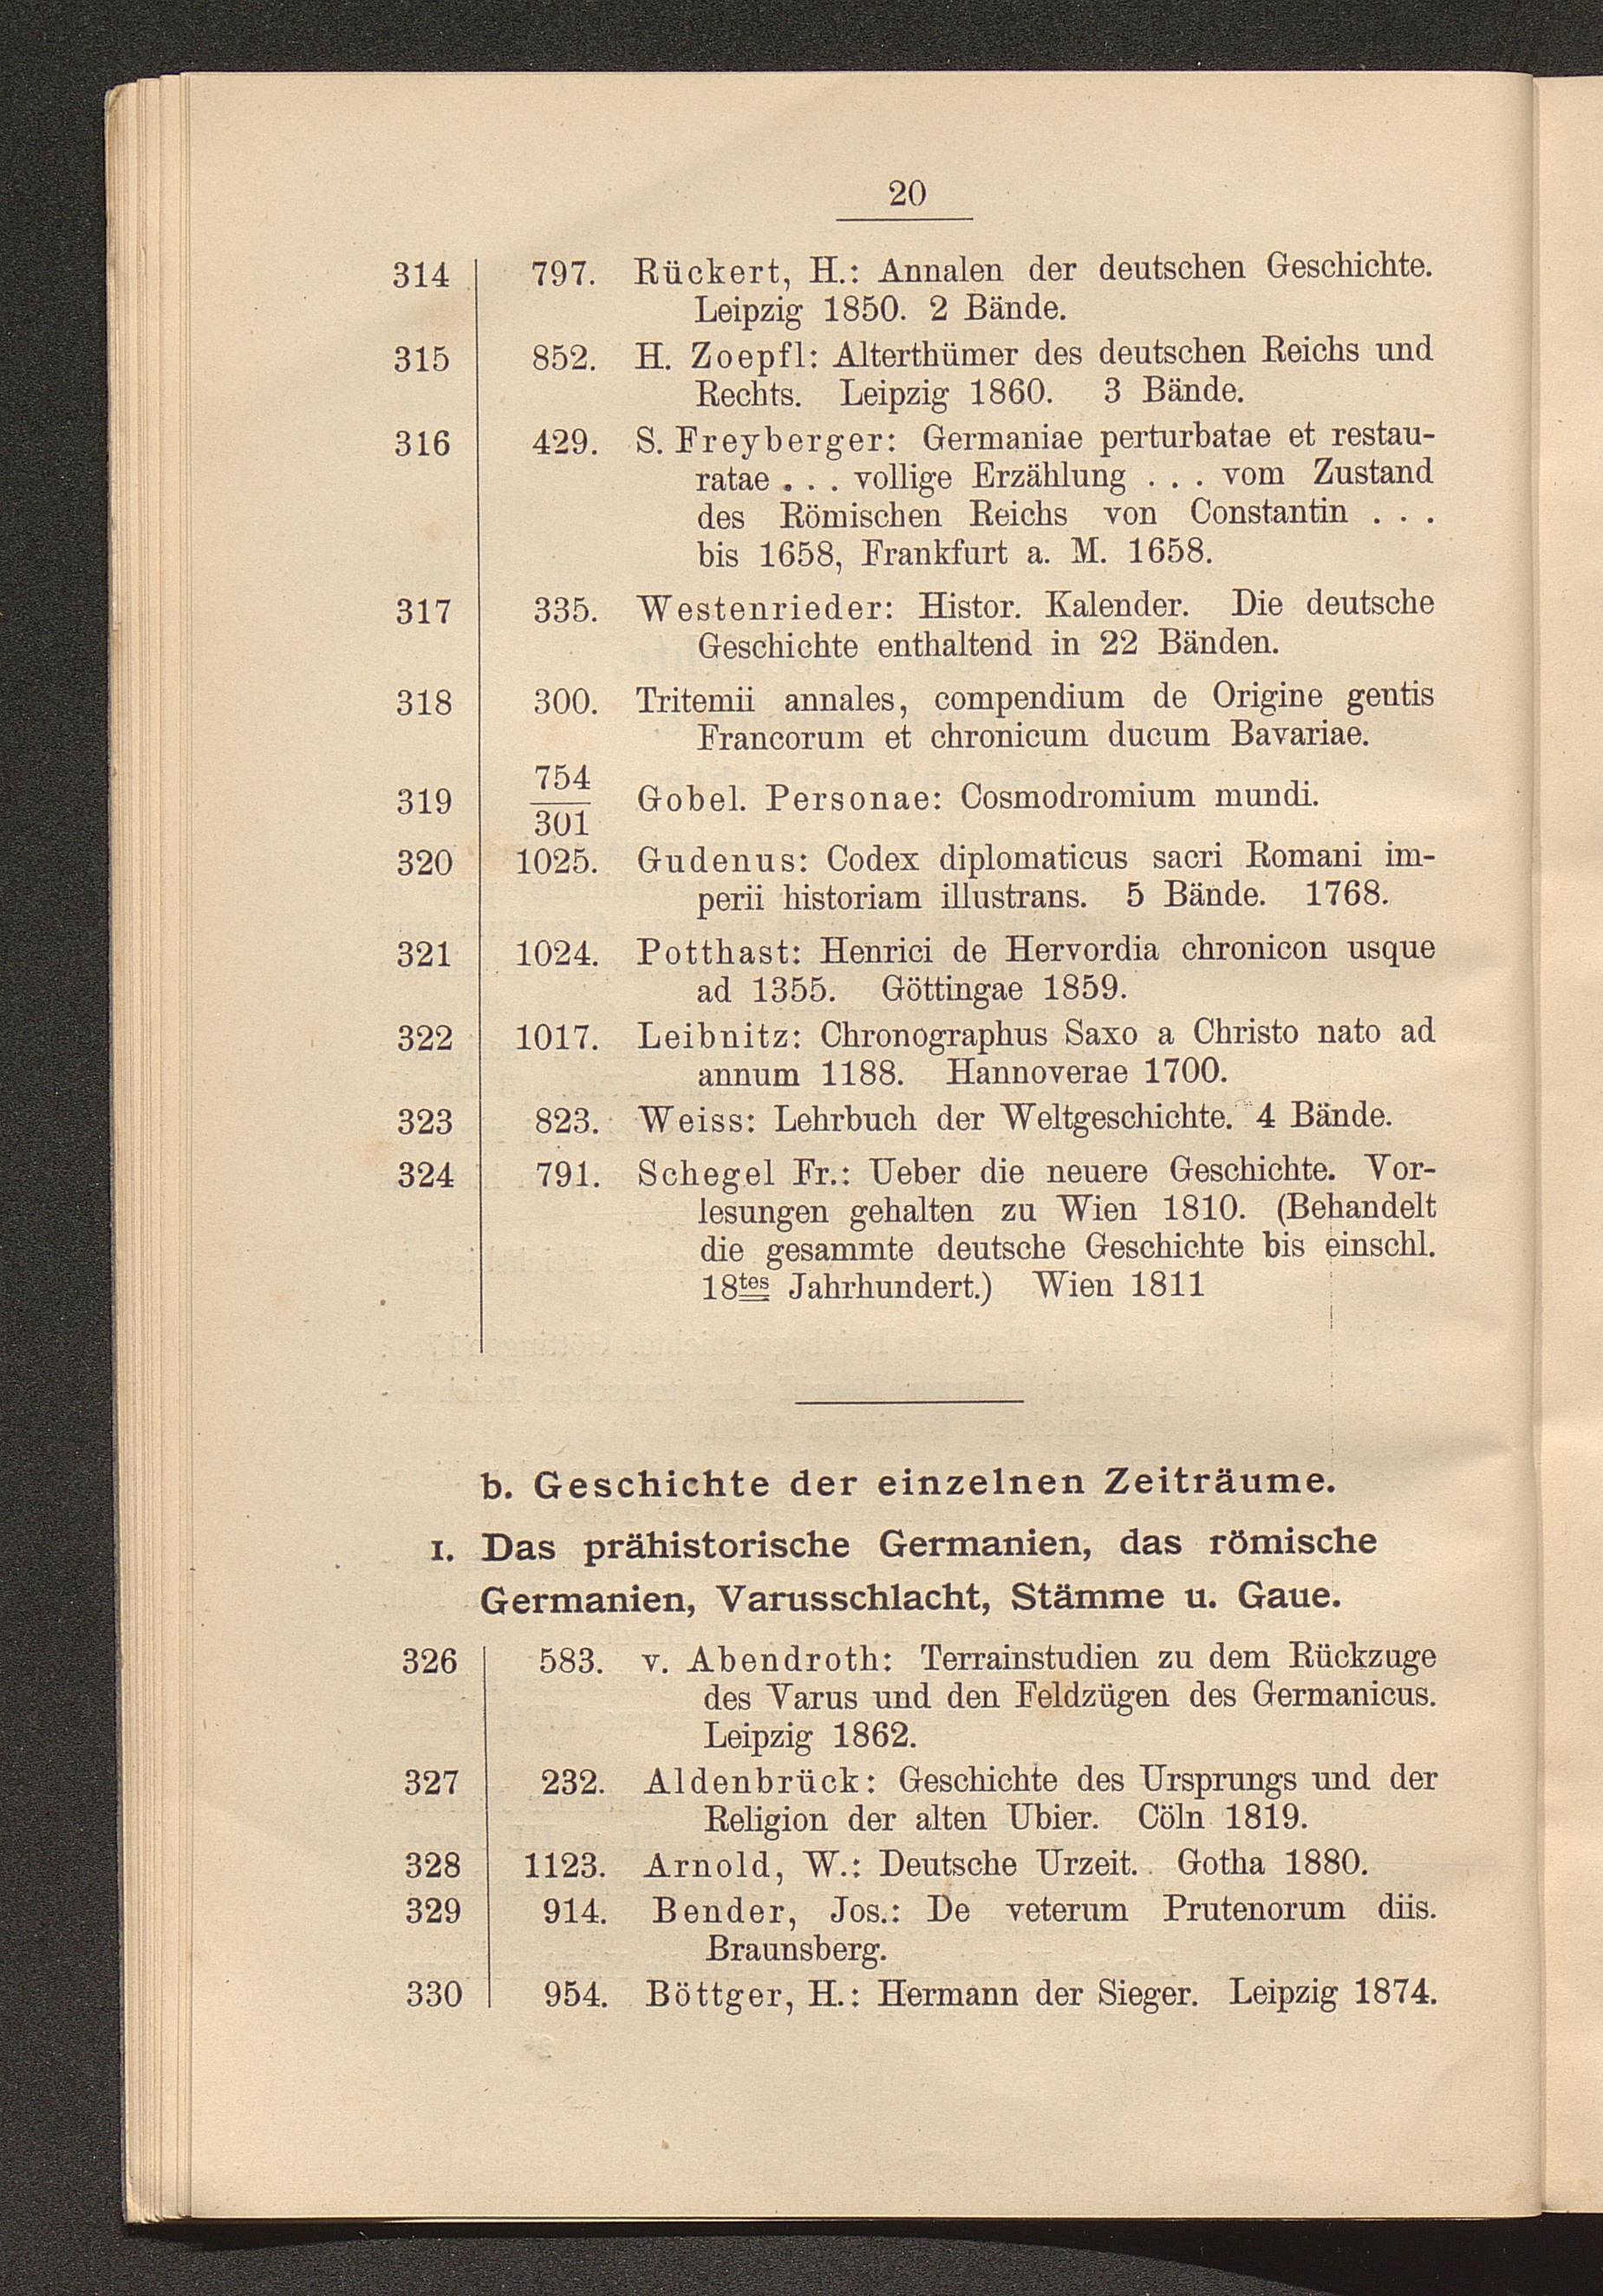 20
314 797. Rückert, H.: Annalen der deutschen Geschichte.
Leipzig 1850. 2 Bände.
315 852. H. Zoepfl: Alterthümer des deutschen Reichs und
Rechts. Leipzig 1860. 3 Bände.
316 429. S. Freyberger: Germaniae perturbatae et restau-
ratae . . . vollige Erzählung . . . vom Zustand
des Römischen Reichs von Constantin . . .
bis 1658, Frankfurt a. M. 1658.
317 335. Westenrieder: Histor. Kalender. Die deutsche
Geschichte enthaltend in 22 Bänden.
318 300. Tritemii annales, compendium de Origine gentis
Francorum et chronicum ducum Bavariae.
319 754/301 Gobel. Personae: Cosmodromium mundi.
320 1025. Gudenus: Codex diplomaticus sacri Romani im-
perii historiam illustrans. 5 Bände. 1768.
321 1024. Potthast: Henrici de Hervordia chronicon usque
ad 1355. Göttingae 1859.
322 1017. Leibnitz: Chronographus Saxo a Christo nato ad
annum 1188. Hannoverae 1700.
323 823. Weiss: Lehrbuch der Weltgeschichte. 4 Bände.
324 791. Schegel Fr.: Ueber die neuere Geschichte. Vor-
lesungen gehalten zu Wien 1810. (Behandelt
die gesammte deutsche Geschichte bis einschl.
18tes Jahrhundert.) Wien 1811
b. Geschichte der einzelnen Zeiträume.
1. Das prähistorische Germanien, das römische
Germanien, Varusschlacht, Stämme u. Gaue.
326 583. v. Abendroth: Terrainstudien zu dem Rückzuge
des Varus und den Feldzügen des Germanicus.
Leipzig 1862.
327 232. Aldenbrück: Geschichte des Ursprungs und der
Religion der alten Ubier. Cöln 1819.
328 1123. Arnold, W.: Deutsche Urzeit. Gotha 1880.
329 914. Bender, Jos.: De veterum Prutenorum diis.
Braunsberg.
330 954. Böttger, H.: Hermann der Sieger. Leipzig 1874.